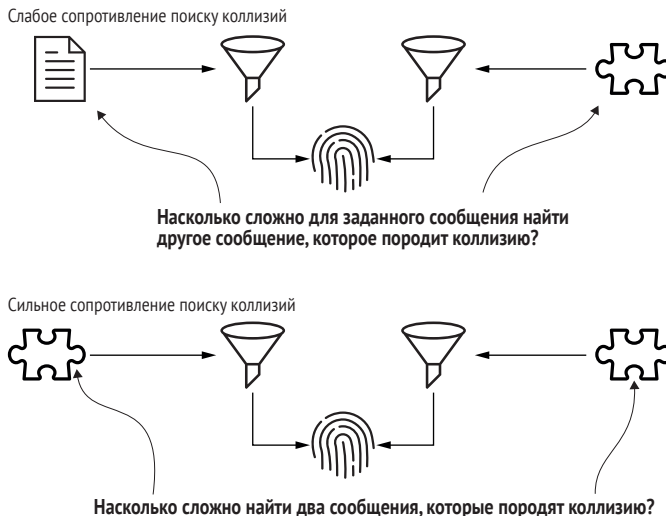 Слабое сопротивление поиску коллизий
Насколько сложно для заданного сообщения найти
другое сообщение, которое породит коллизию?
Сильное сопротивление поиску коллизий
Насколько сложно найти два сообщения, которые породят коллизию?